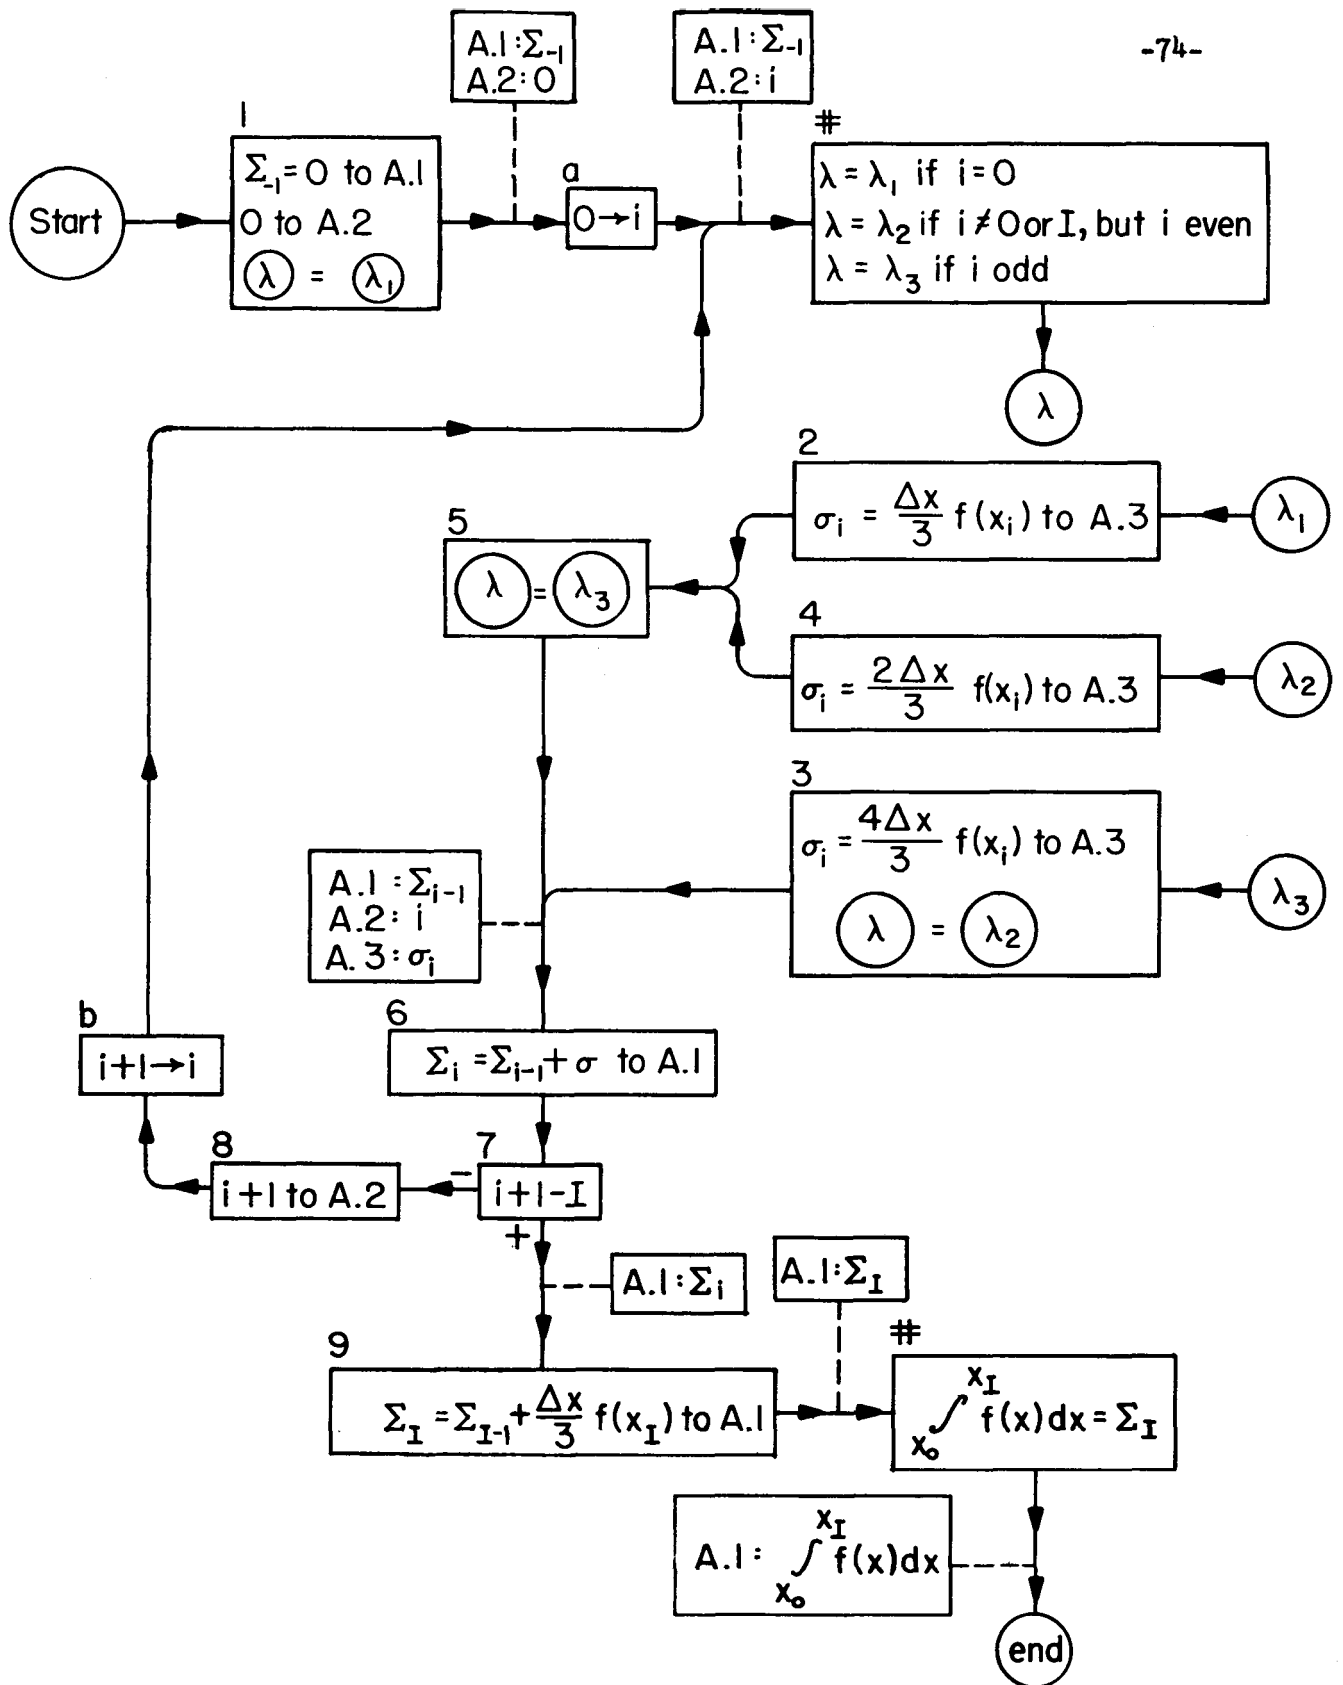 -74-
A.1:Σ₋₁
A.2:0
A.1:Σ₋₁
A.2:i
1
Start
Σ₋₁=0 to A.1
0 to A.2
λ = λ₁
a
0→i
#
λ = λ₁ if i=0
λ = λ₂ if i≠0 or I, but i even
λ = λ₃ if i odd
λ
2
σᵢ = Δx/3 f(xᵢ) to A.3
λ₁
5
λ = λ₃
4
σᵢ = 2Δx/3 f(xᵢ) to A.3
λ₂
3
σᵢ = 4Δx/3 f(xᵢ) to A.3
λ = λ₂
λ₃
A.1 : Σᵢ₋₁
A.2: i
A.3:σᵢ
b
i+1→i
6
Σᵢ =Σᵢ₋₁+ σ to A.1
8
i+1 to A.2
7
−
i+1-I
+
A.1:Σᵢ
A.1:Σ_I
9
Σ_I =Σ_I-1 + Δx/3 f(x_I) to A.1
#
x₀∫x_I f(x)dx=Σ_I
A.1: x₀∫x_I f(x)dx
end